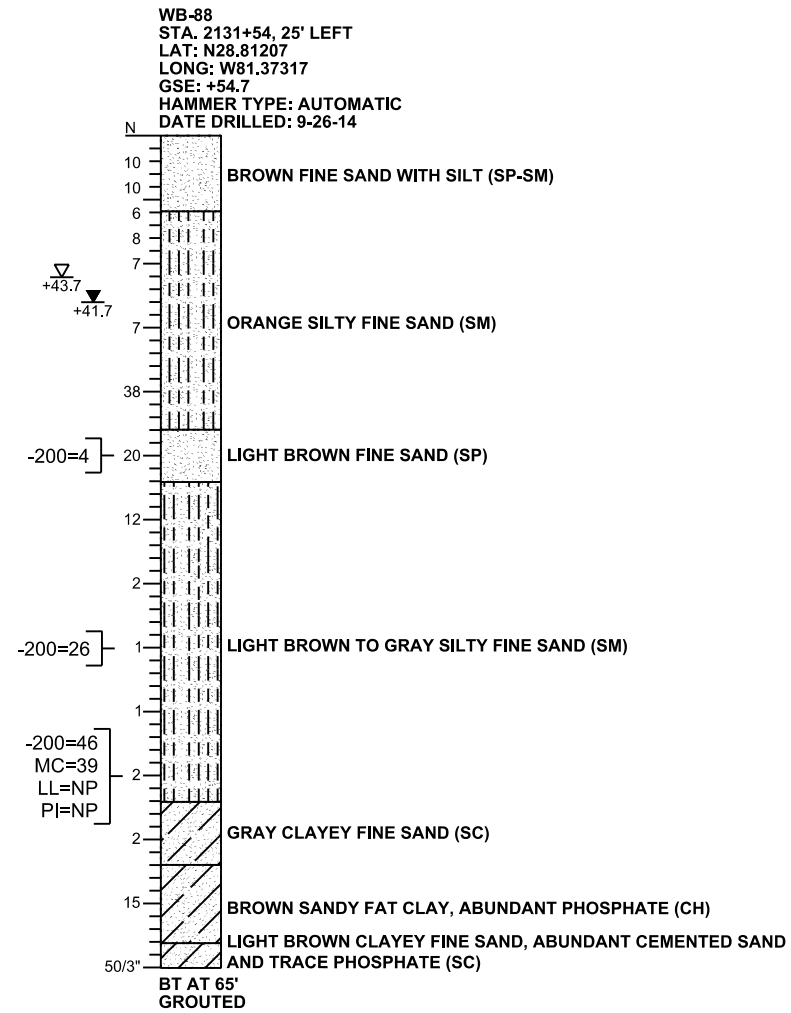 WB-88
STA. 2131+54, 25' LEFT
LAT: N28.81207
LONG: W81.37317
GSE: +54.7
HAMMER TYPE: AUTOMATIC
DATE DRILLED: 9-26-14
N
10
BROWN FINE SAND WITH SILT (SP-SM)
10
6
8
7
+43.7
+41.7
7
ORANGE SILTY FINE SAND (SM)
38
-200=4
20
LIGHT BROWN FINE SAND (SP)
12
2
-200=26
1
LIGHT BROWN TO GRAY SILTY FINE SAND (SM)
1
-200=46
MC=39
LL=NP
PI=NP
2
2
GRAY CLAYEY FINE SAND (SC)
15
BROWN SANDY FAT CLAY, ABUNDANT PHOSPHATE (CH)
LIGHT BROWN CLAYEY FINE SAND, ABUNDANT CEMENTED SAND
AND TRACE PHOSPHATE (SC)
50/3"
BT AT 65'
GROUTED